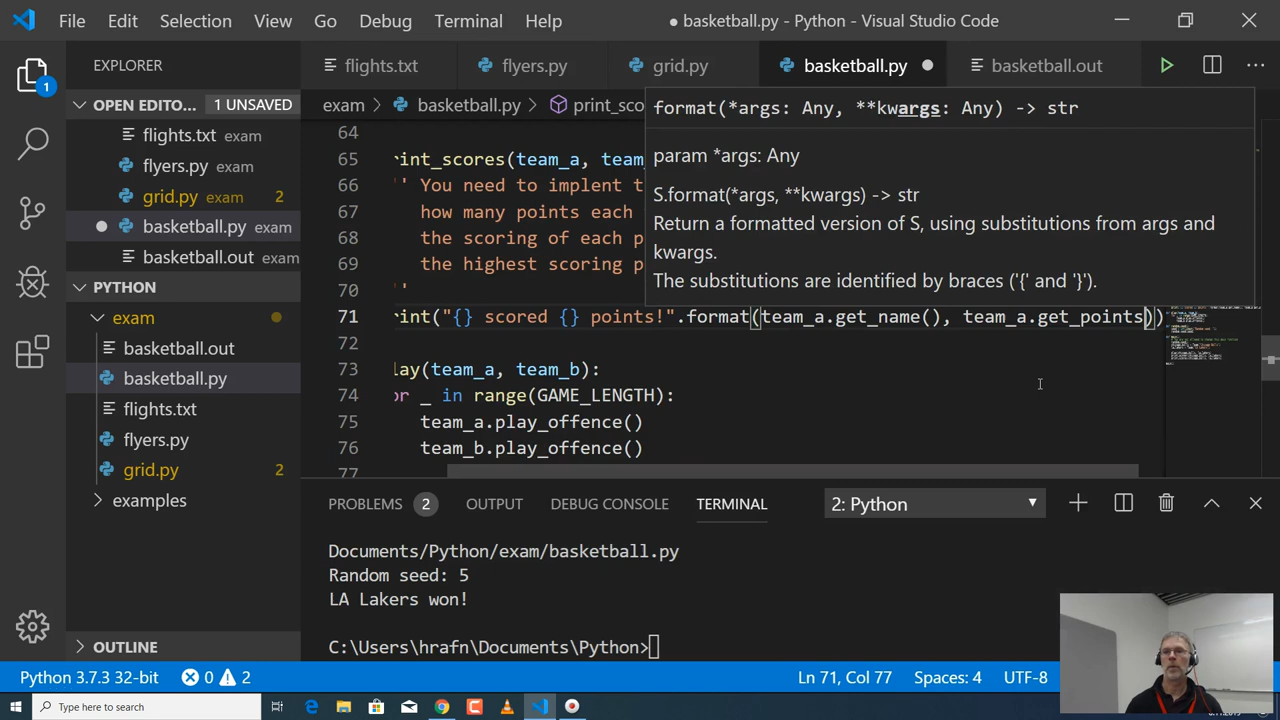 File Edit Selection View Go Debug Terminal Help
● basketball.py - Python - Visual Studio Code
EXPLORER
flights.txt flyers.py grid.py basketball.py basketball.out
OPEN EDITO... 1 UNSAVED
exam > basketball.py > print_sco
flights.txt exam
flyers.py exam
grid.py exam 2
basketball.py exam
basketball.out exam
PYTHON
exam
basketball.out
basketball.py
flights.txt
flyers.py
grid.py 2
examples
OUTLINE
1
format(*args: Any, **kwargs: Any) -> str
param *args: Any
S.format(*args, **kwargs) -> str
Return a formatted version of S, using substitutions from args and
kwargs.
The substitutions are identified by braces ('{' and '}').
64
65 rint_scores(team_a, team
66 '' You need to implent t
67 how many points each
68 the scoring of each p
69 the highest scoring p
70 ''
71 rint("{} scored {} points!".format(team_a.get_name(), team_a.get_points))
72
73 lay(team_a, team_b):
74 or _ in range(GAME_LENGTH):
75 team_a.play_offence()
76 team_b.play_offence()
77
PROBLEMS 2 OUTPUT DEBUG CONSOLE TERMINAL 2: Python
Documents/Python/exam/basketball.py
Random seed: 5
LA Lakers won!
C:\Users\hrafn\Documents\Python>
Python 3.7.3 32-bit 0 2 Ln 71, Col 77 Spaces: 4 UTF-8
Type here to search